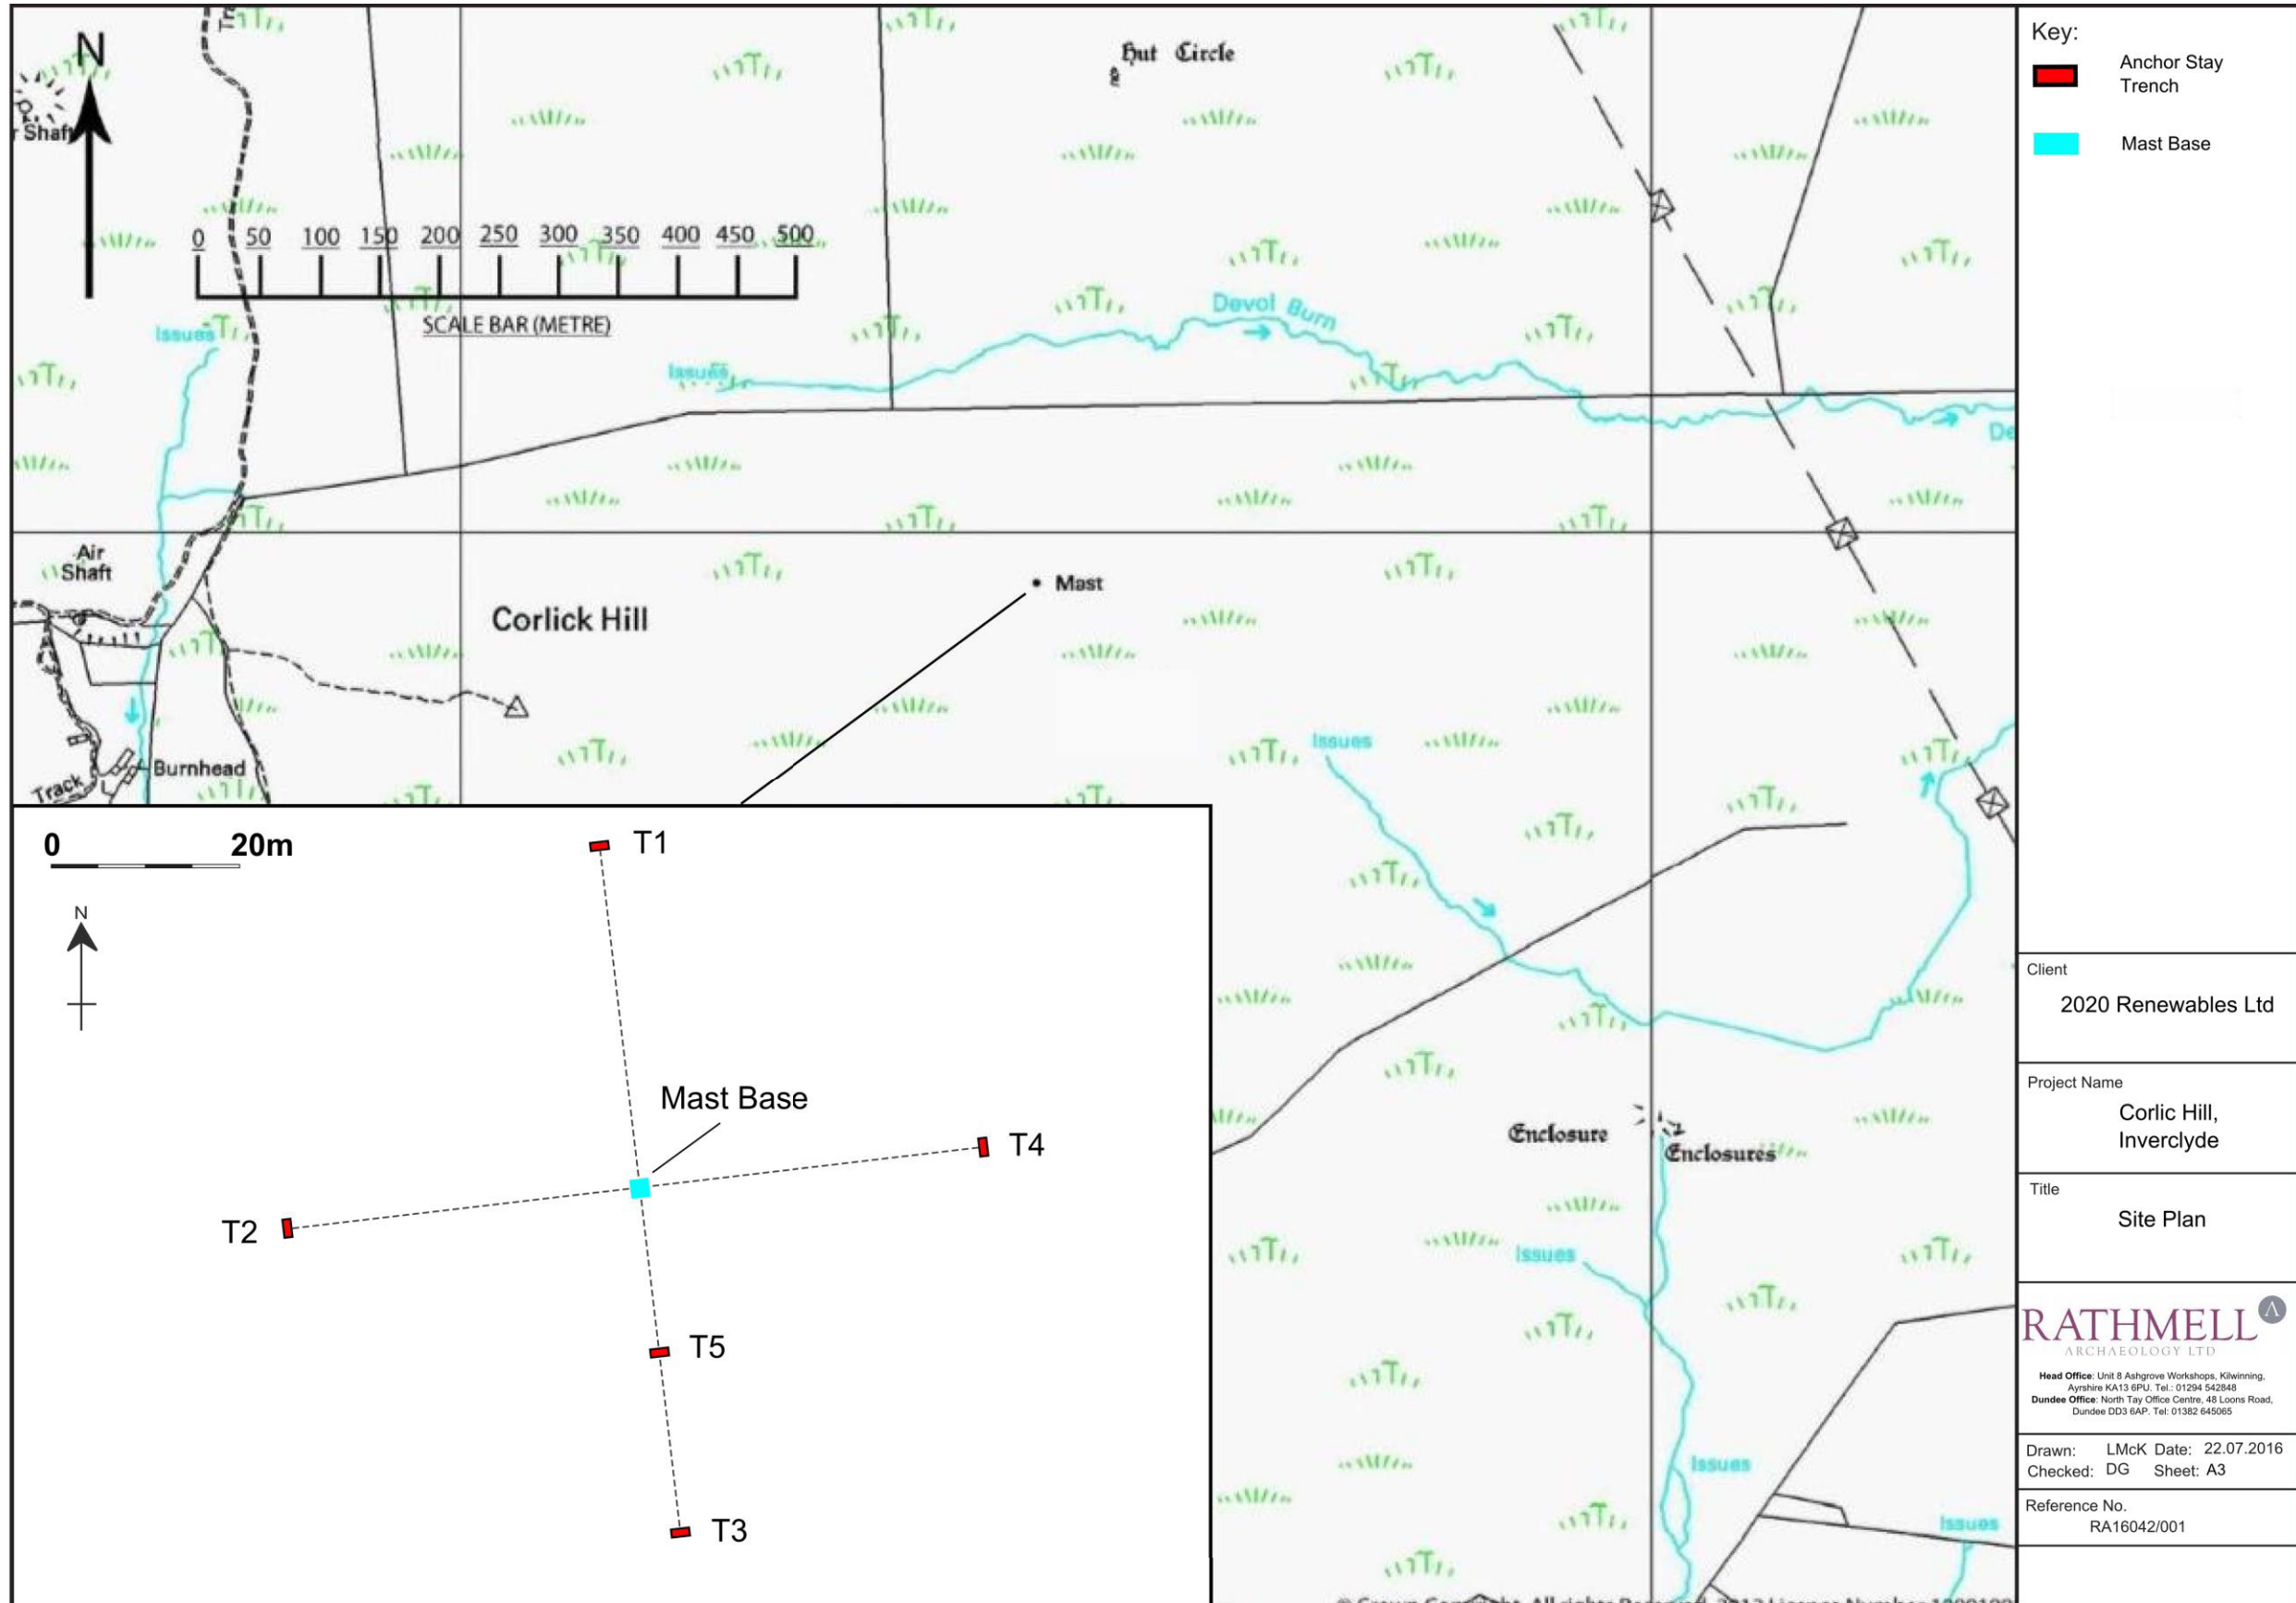 N
r Shaft
Hut Circle
0 50 100 150 200 250 300 350 400 450 500
SCALE BAR (METRE)
Issues
Issues
Devol Burn
De
Air
Shaft
Corlick Hill
Mast
Burnhead
Track
Issues
Enclosure
Enclosures
Issues
Issues
Issues
0 20m
N
T1
Mast Base
T4
T2
T5
T3
Key:
Anchor Stay
Trench
Mast Base
Client
2020 Renewables Ltd
Project Name
Corlic Hill,
Inverclyde
Title
Site Plan
RATHMELL
ARCHAEOLOGY LTD
Head Office: Unit 8 Ashgrove Workshops, Kilwinning,
Ayrshire KA13 6PU. Tel.: 01294 542848
Dundee Office: North Tay Office Centre, 48 Loons Road,
Dundee DD3 6AP. Tel: 01382 645065
Drawn: LMcK Date: 22.07.2016
Checked: DG Sheet: A3
Reference No.
RA16042/001